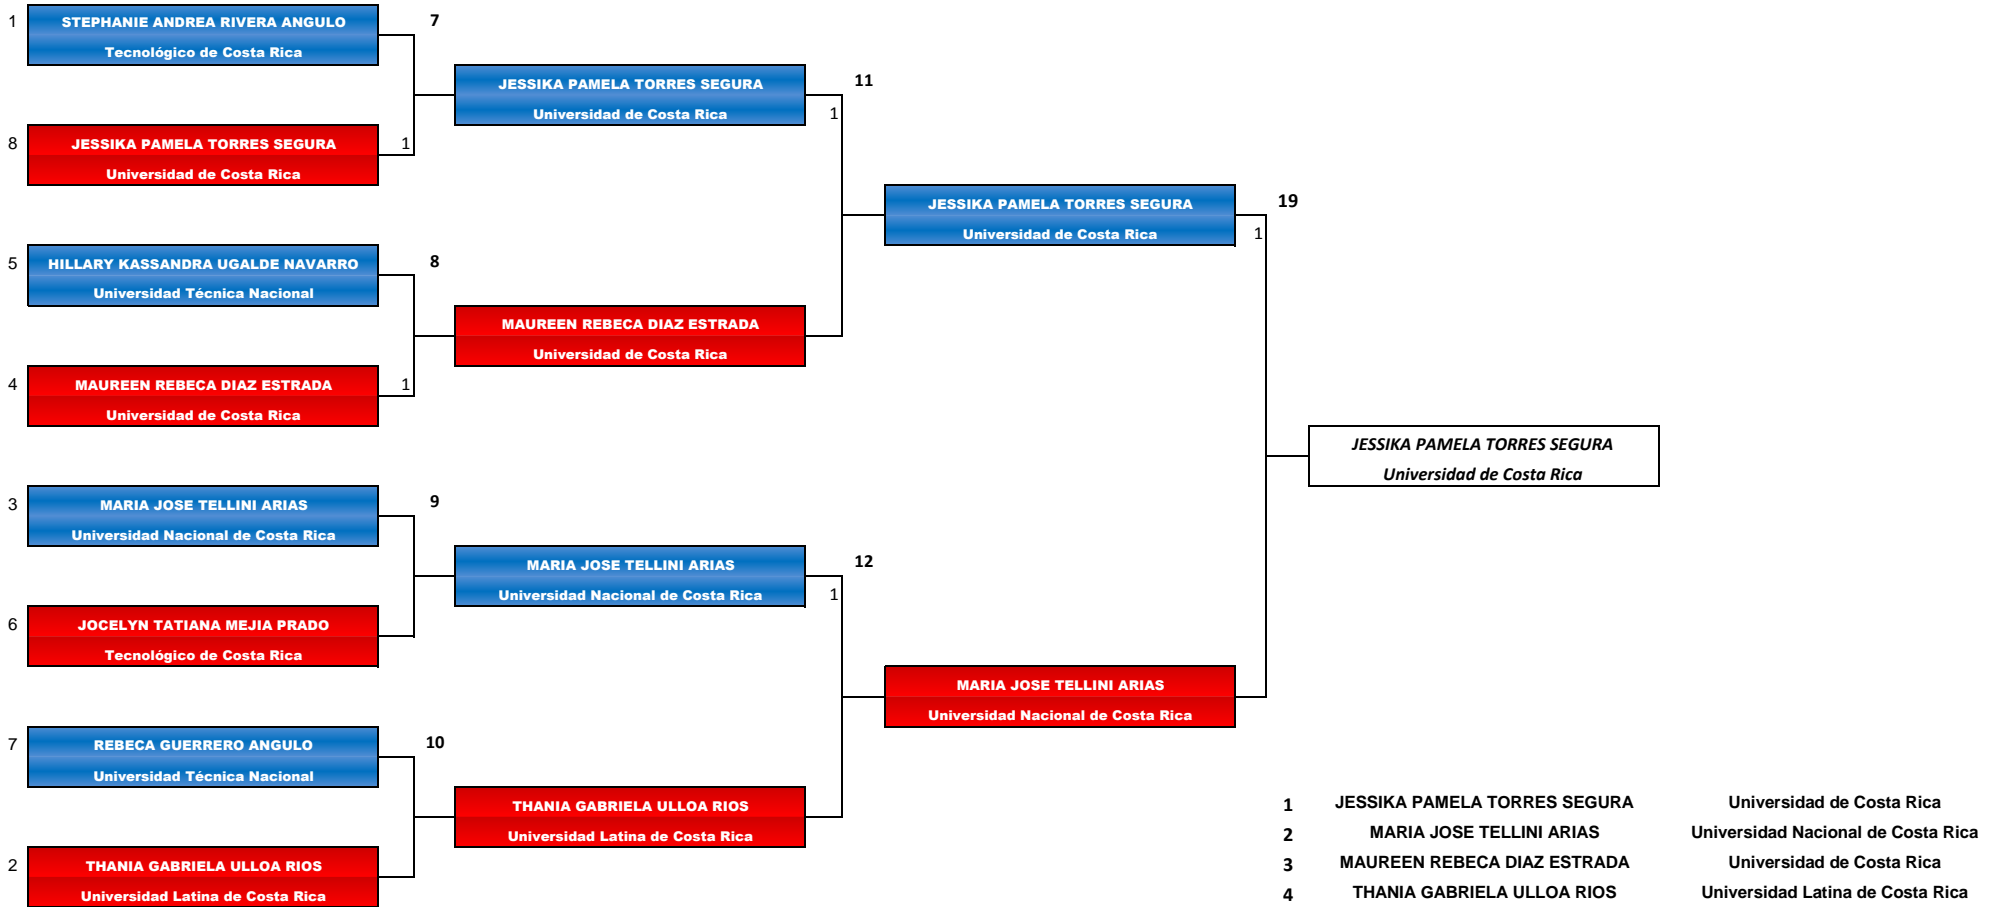 1
STEPHANIE ANDREA RIVERA ANGULO
Tecnológico de Costa Rica
7
8
JESSIKA PAMELA TORRES SEGURA
Universidad de Costa Rica
1
JESSIKA PAMELA TORRES SEGURA
Universidad de Costa Rica
11
1
5
HILLARY KASSANDRA UGALDE NAVARRO
Universidad Técnica Nacional
8
4
MAUREEN REBECA DIAZ ESTRADA
Universidad de Costa Rica
1
MAUREEN REBECA DIAZ ESTRADA
Universidad de Costa Rica
JESSIKA PAMELA TORRES SEGURA
Universidad de Costa Rica
19
1
3
MARIA JOSE TELLINI ARIAS
Universidad Nacional de Costa Rica
9
6
JOCELYN TATIANA MEJIA PRADO
Tecnológico de Costa Rica
MARIA JOSE TELLINI ARIAS
Universidad Nacional de Costa Rica
12
1
7
REBECA GUERRERO ANGULO
Universidad Técnica Nacional
10
2
THANIA GABRIELA ULLOA RIOS
Universidad Latina de Costa Rica
THANIA GABRIELA ULLOA RIOS
Universidad Latina de Costa Rica
MARIA JOSE TELLINI ARIAS
Universidad Nacional de Costa Rica
JESSIKA PAMELA TORRES SEGURA
Universidad de Costa Rica
1 JESSIKA PAMELA TORRES SEGURA Universidad de Costa Rica
2 MARIA JOSE TELLINI ARIAS Universidad Nacional de Costa Rica
3 MAUREEN REBECA DIAZ ESTRADA Universidad de Costa Rica
4 THANIA GABRIELA ULLOA RIOS Universidad Latina de Costa Rica